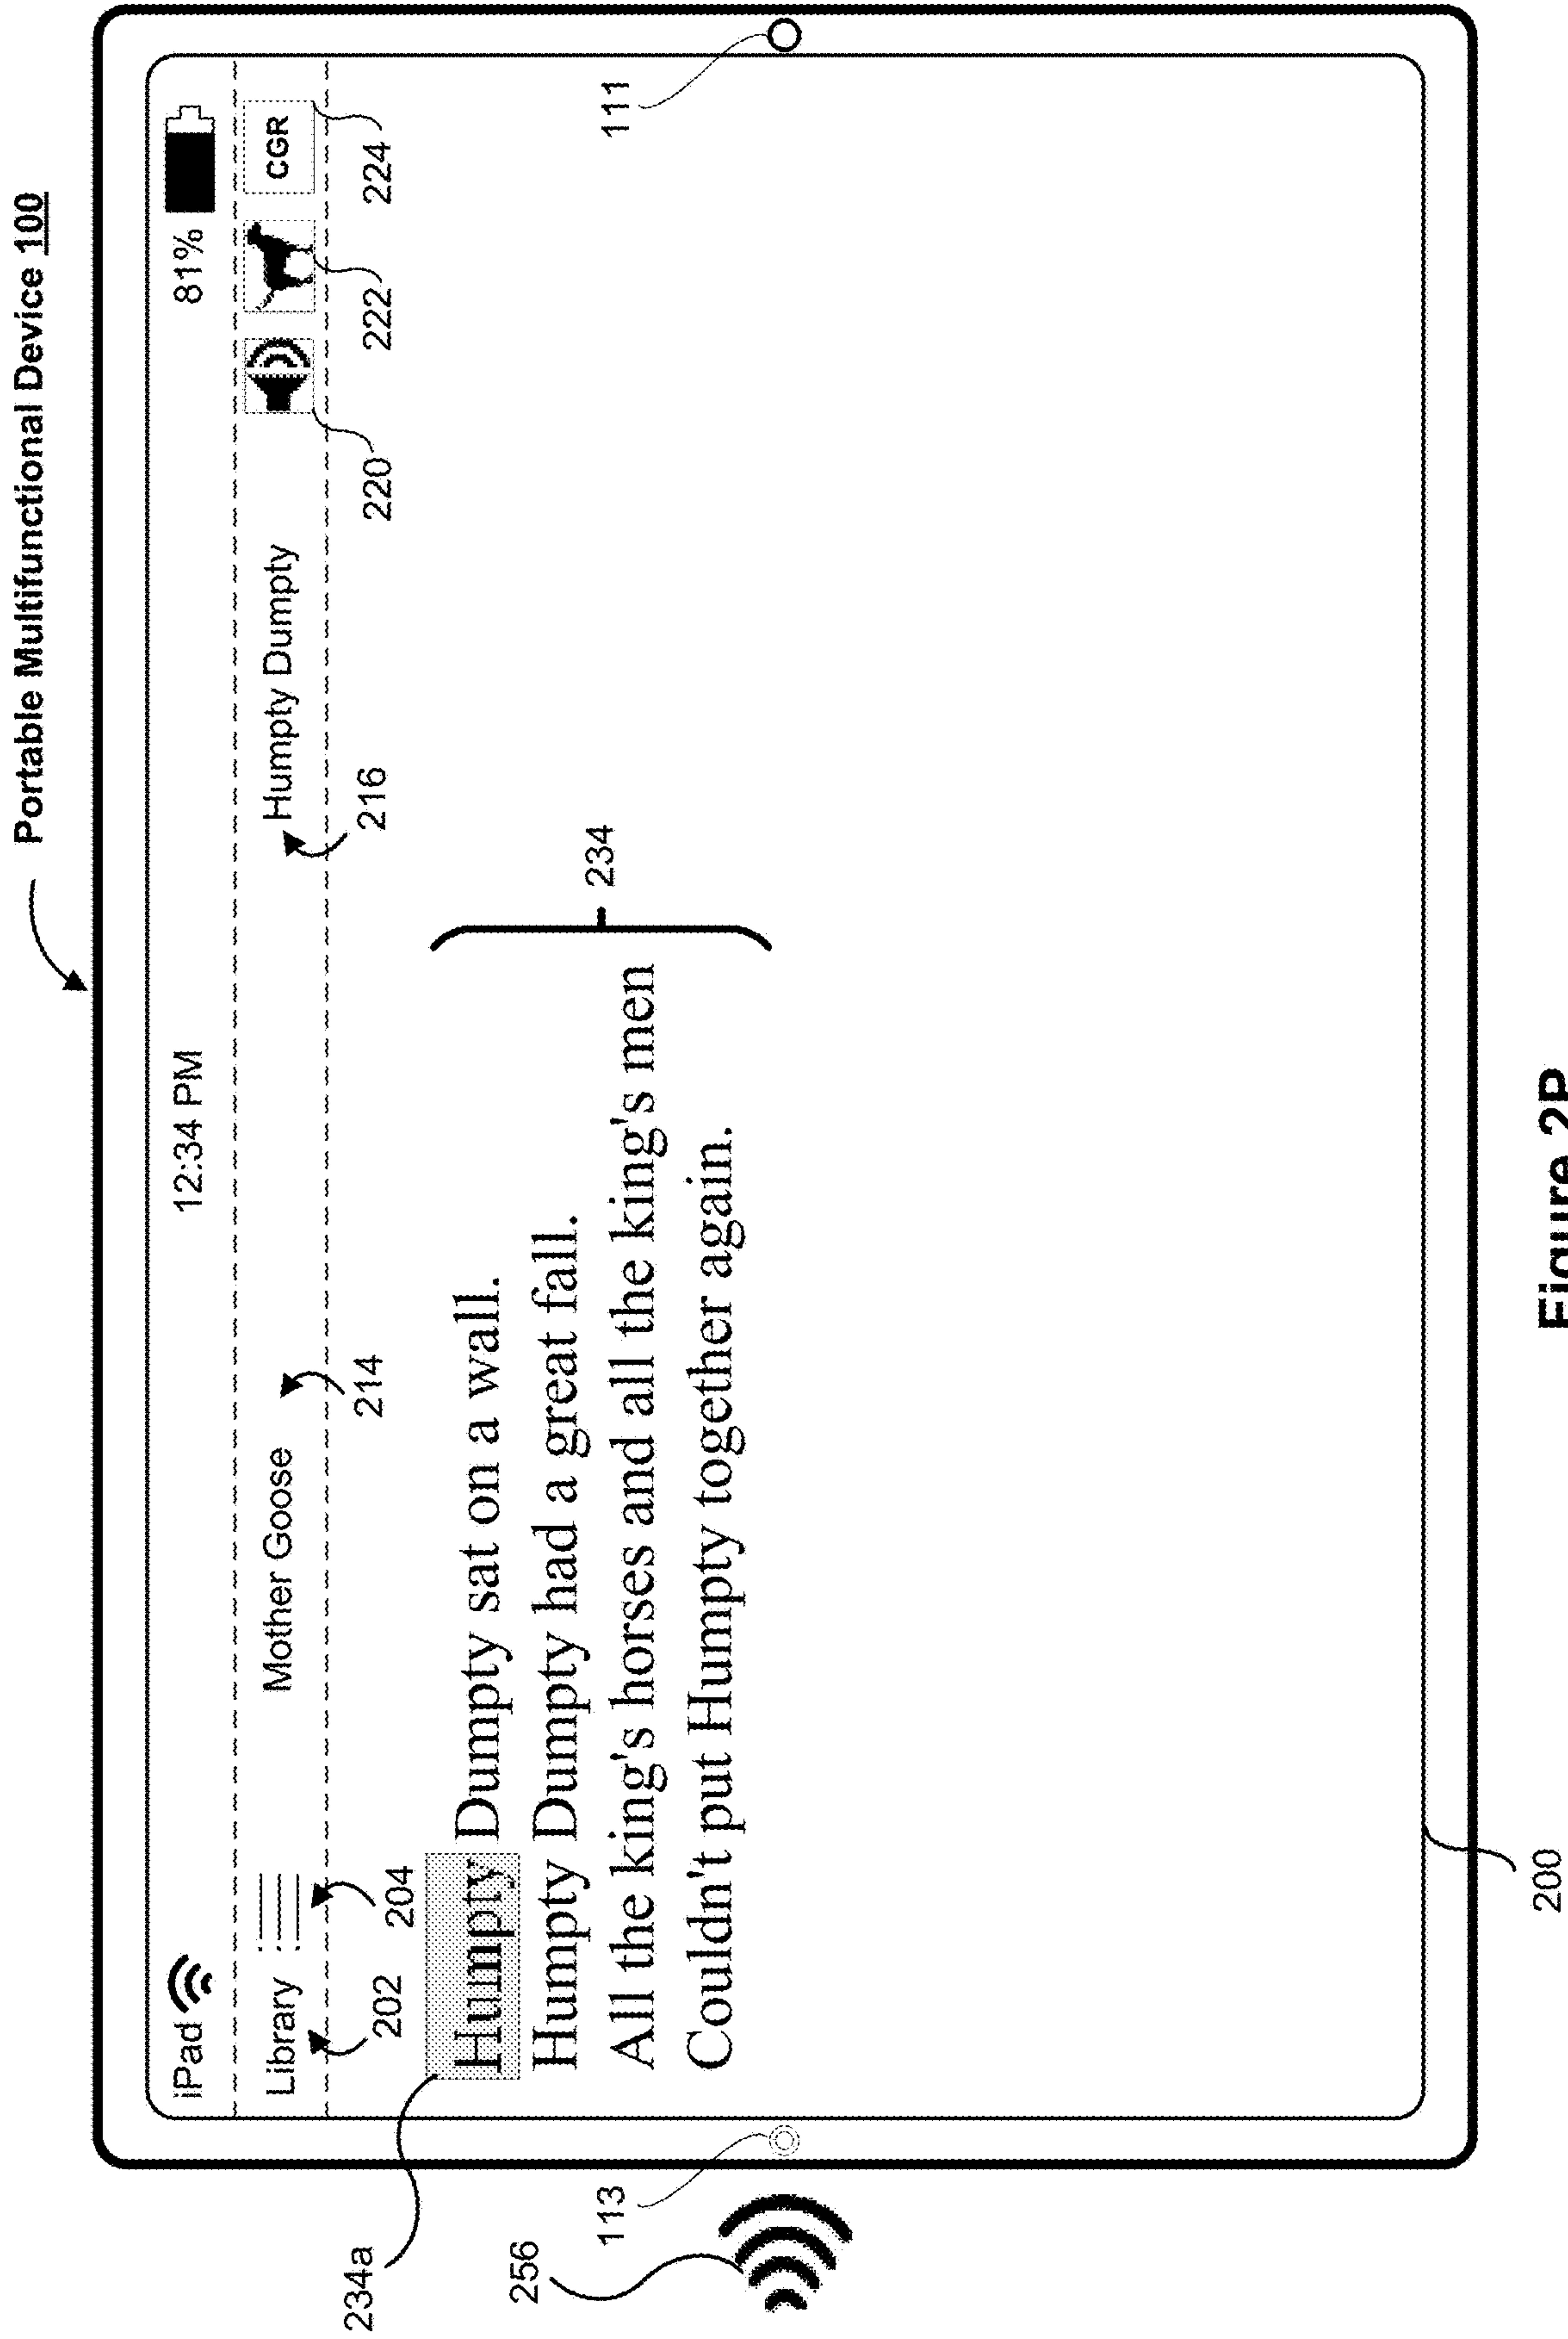 Portable Multifunctional Device 100
iPad 12:34 PM 81%
Library Mother Goose Humpty Dumpty CGR
202 204 214 216 220 222 224
234a
Humpty Dumpty sat on a wall.
Humpty Dumpty had a great fall.
All the king's horses and all the king's men
Couldn't put Humpty together again.
234
256
113
111
200
Figure 2P